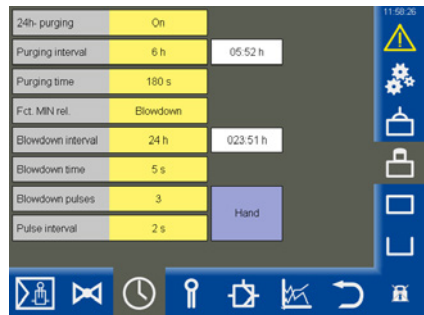 11:58:26
24h- purging On
Purging interval 6 h 05:52 h
Purging time 180 s
Fct. MIN rel. Blowdown
Blowdown interval 24 h 023:51 h
Blowdown time 5 s
Blowdown pulses 3
Hand
Pulse interval 2 s